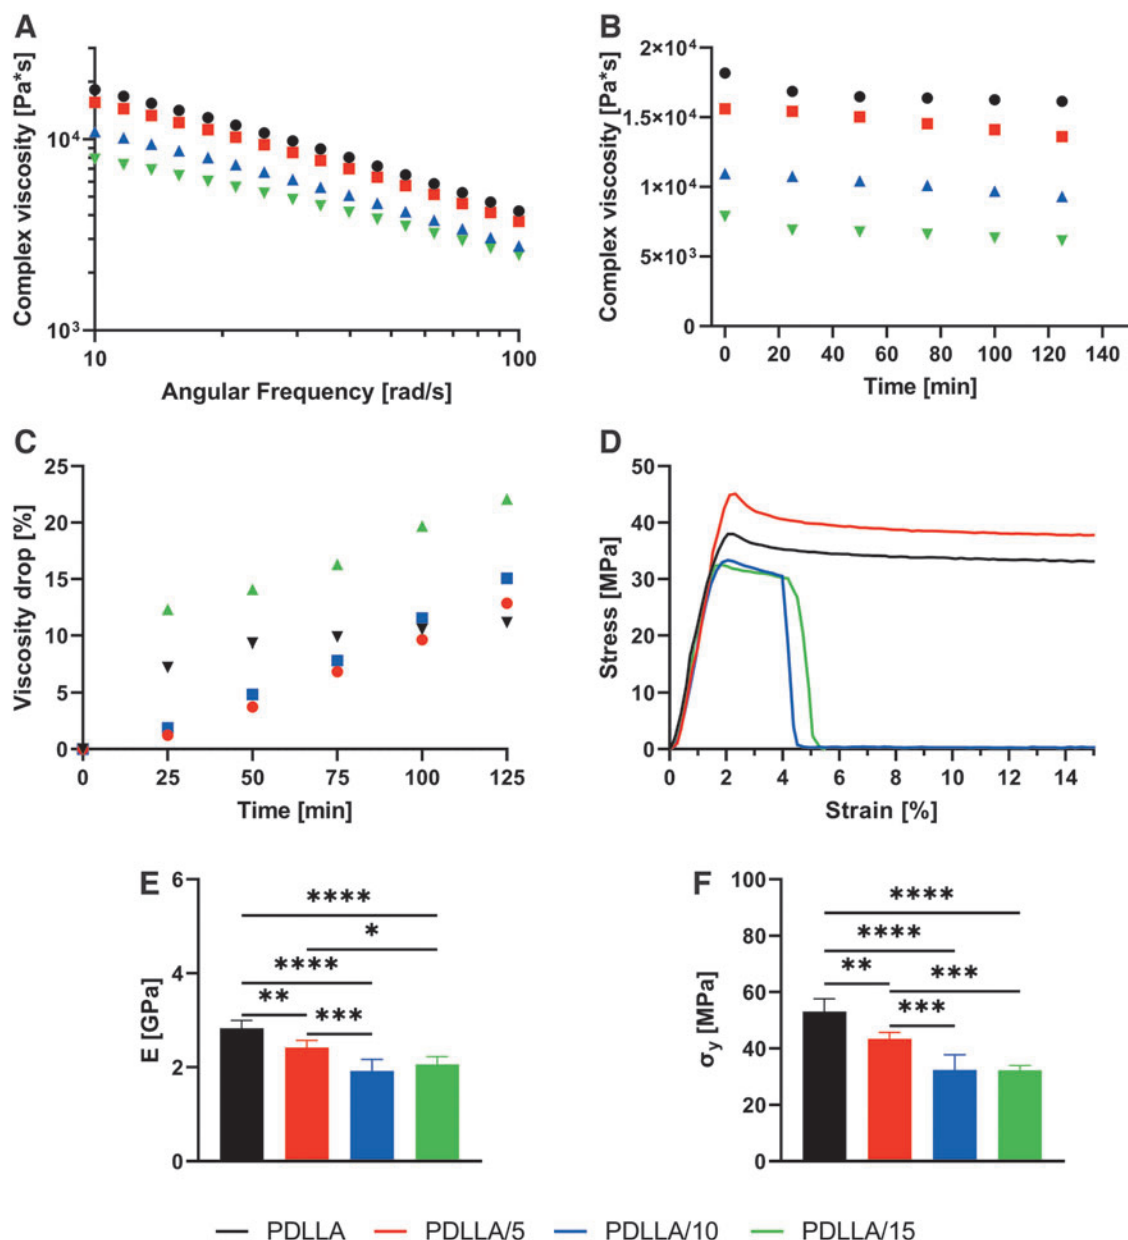 A
Complex viscosity [Pa*s]
10⁴
10³
10
100
Angular Frequency [rad/s]
B
Complex viscosity [Pa*s]
2×10⁴
1.5×10⁴
1×10⁴
5×10³
0
0 20 40 60 80 100 120 140
Time [min]
C
Viscosity drop [%]
25
20
15
10
5
0
0 25 50 75 100 125
Time [min]
D
Stress [MPa]
50
40
30
20
10
0
0 2 4 6 8 10 12 14
Strain [%]
E
E [GPa]
6
4
2
0
****
*
****
**
***
F
σy [MPa]
100
80
60
40
20
0
****
****
**
***
***
PDLLA PDLLA/5 PDLLA/10 PDLLA/15